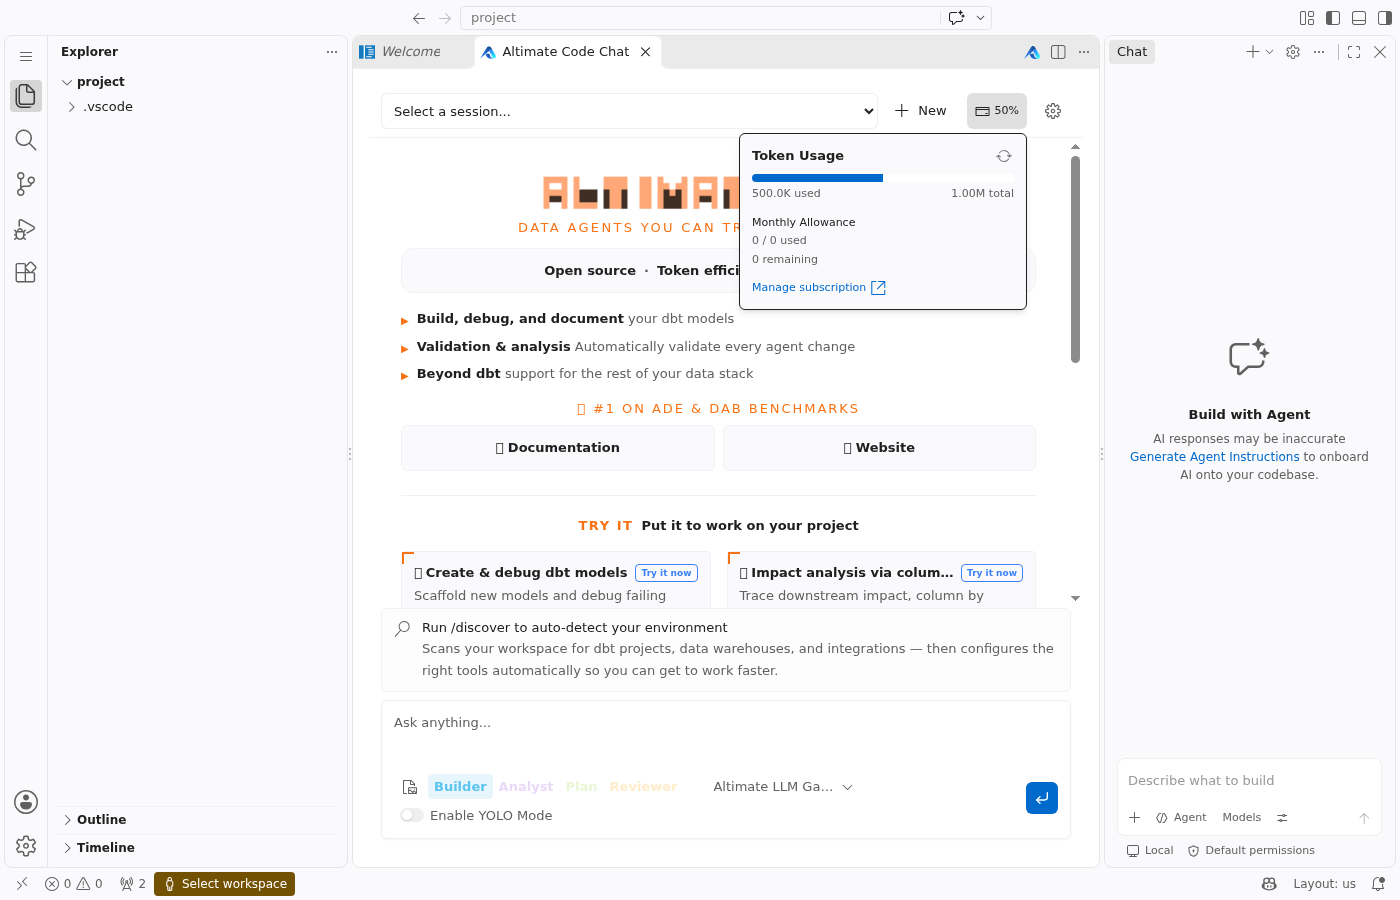 project
Explorer
project
.vscode
Outline
Timeline
Welcome
Altimate Code Chat
Select a session...
New
50%
Token Usage
500.0K used
1.00M total
Monthly Allowance
0 / 0 used
0 remaining
Manage subscription
ALTIMAT
DATA AGENTS YOU CAN TR
Open source · Token effici
Build, debug, and document your dbt models
Validation & analysis Automatically validate every agent change
Beyond dbt support for the rest of your data stack
#1 ON ADE & DAB BENCHMARKS
Documentation
Website
TRY IT Put it to work on your project
Create & debug dbt models
Try it now
Scaffold new models and debug failing
Impact analysis via colum...
Try it now
Trace downstream impact, column by
Run /discover to auto-detect your environment
Scans your workspace for dbt projects, data warehouses, and integrations — then configures the
right tools automatically so you can get to work faster.
Ask anything...
Builder Analyst Plan Reviewer
Altimate LLM Ga...
Enable YOLO Mode
Chat
Build with Agent
AI responses may be inaccurate
Generate Agent Instructions to onboard
AI onto your codebase.
Describe what to build
Agent
Models
Local
Default permissions
0
0
2
Select workspace
Layout: us